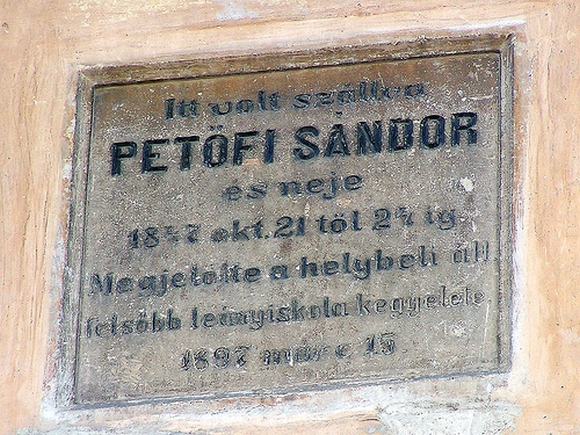 Itt volt szállva
PETŐFI SÁNDOR
és neje
1847 okt. 21 től 24 ig.
Megjelölte a helybeli áll.
felsőbb leányiskola kegyelete.
1897 márc 15.